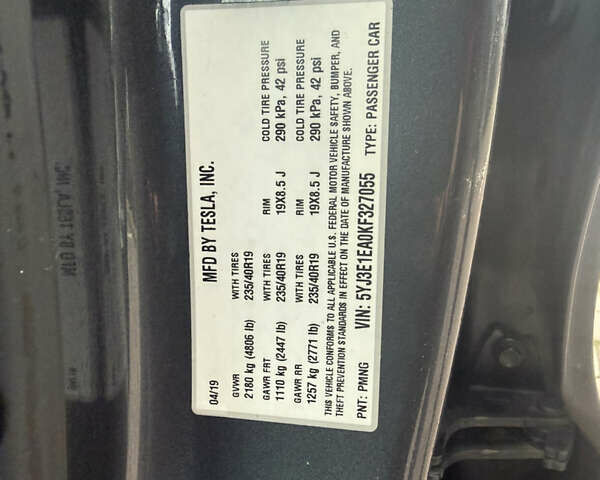 04/19 MFD BY TESLA, INC.
GVWR WITH TIRES RIM COLD TIRE PRESSURE
2180 kg (4806 lb) 235/40R19 290 kPa, 42 psi
GAWR FRT WITH TIRES
1110 kg (2447 lb) 235/40R19 19X8.5 J
GAWR RR WITH TIRES RIM COLD TIRE PRESSURE
1257 kg (2771 lb) 235/40R19 19X8.5 J 290 kPa, 42 psi
THIS VEHICLE CONFORMS TO ALL APPLICABLE U.S. FEDERAL MOTOR VEHICLE SAFETY, BUMPER, AND
THEFT PREVENTION STANDARDS IN EFFECT ON THE DATE OF MANUFACTURE SHOWN ABOVE.
PNT: PMNG VIN: 5YJ3E1EA0KF327055 TYPE: PASSENGER CAR